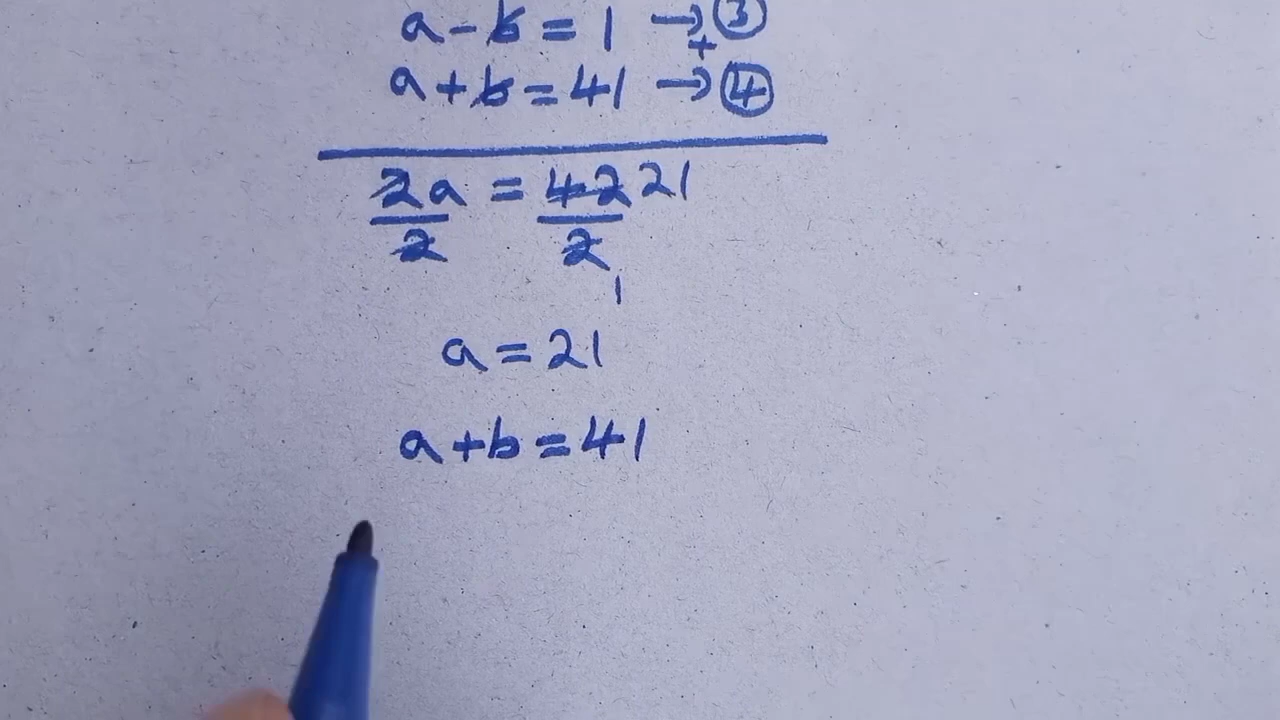 a - b = 1 → ③
+
a + b = 41 → ④
2a = 42 21
2 2
1
a = 21
a + b = 41